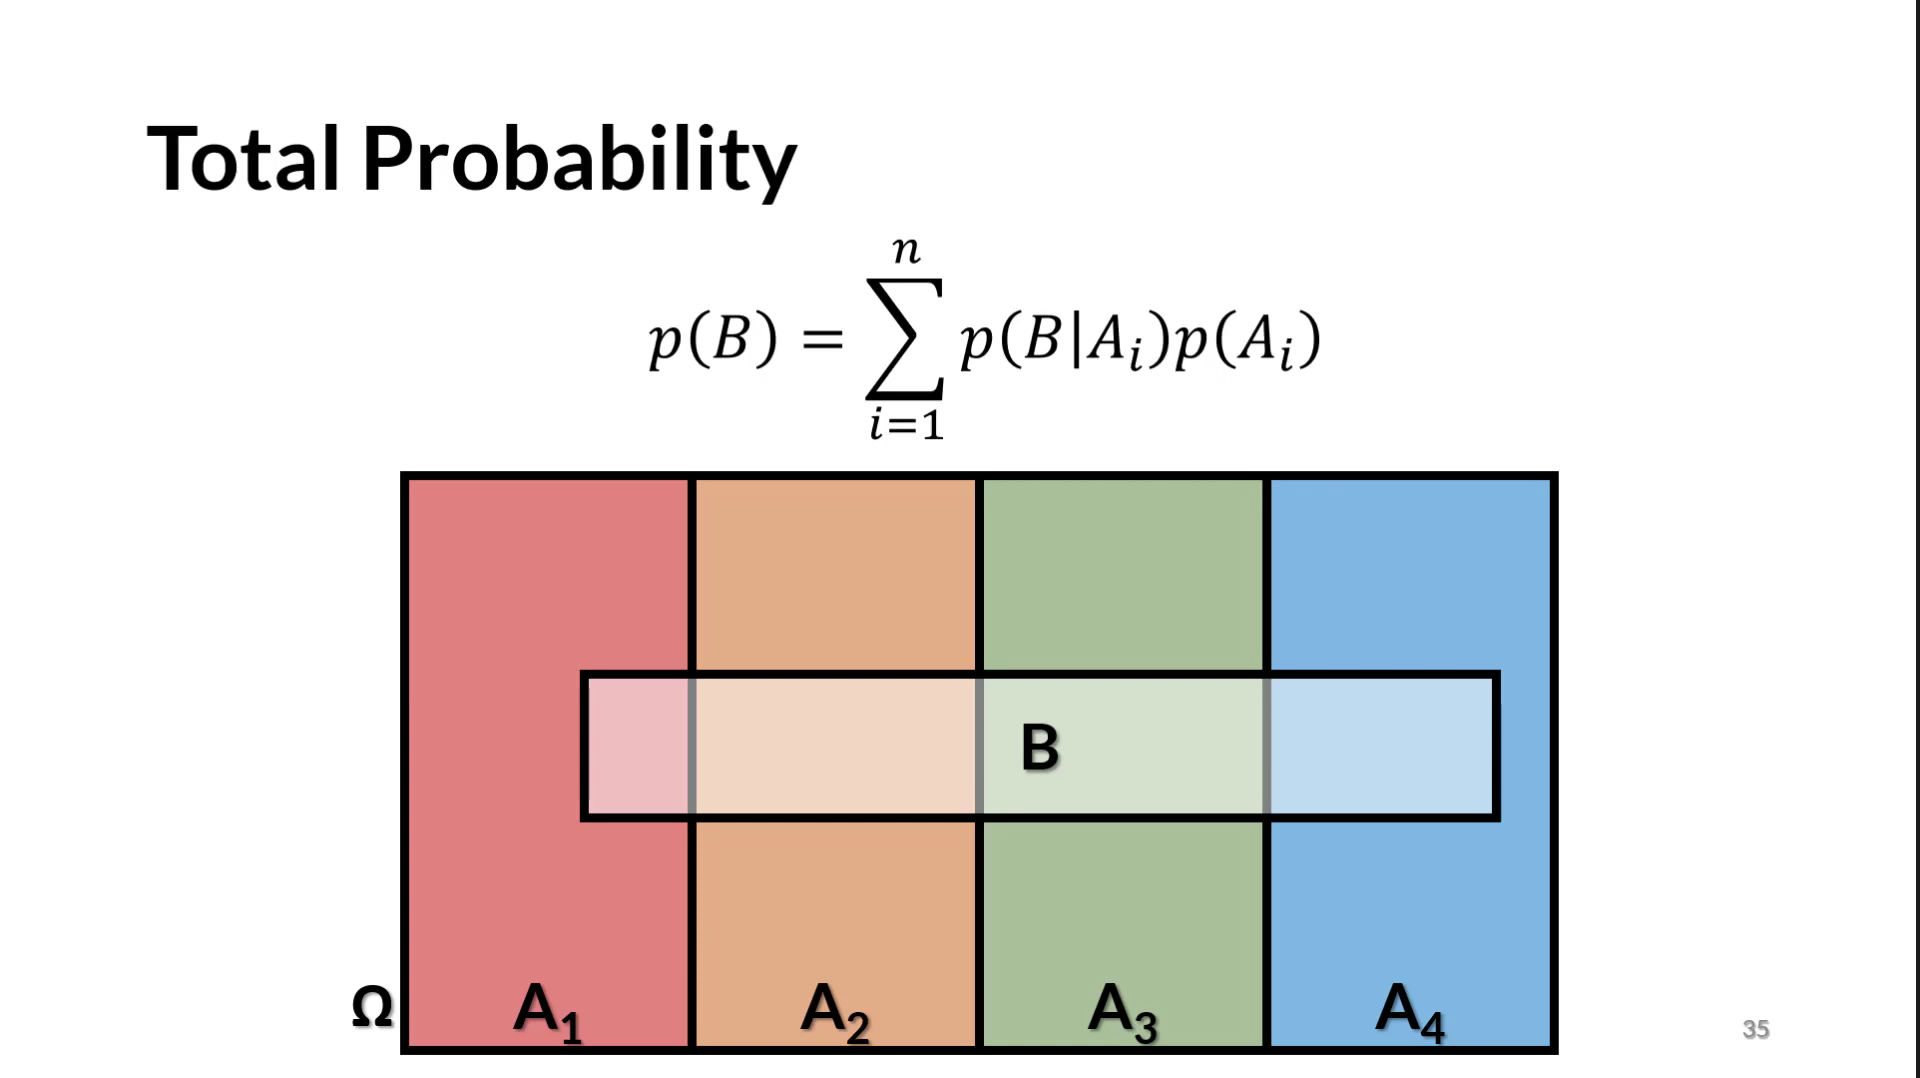 Total Probability
p(B) = ∑_{i=1}^{n} p(B|A_i)p(A_i)
B
Ω A₁ A₂ A₃ A₄
35